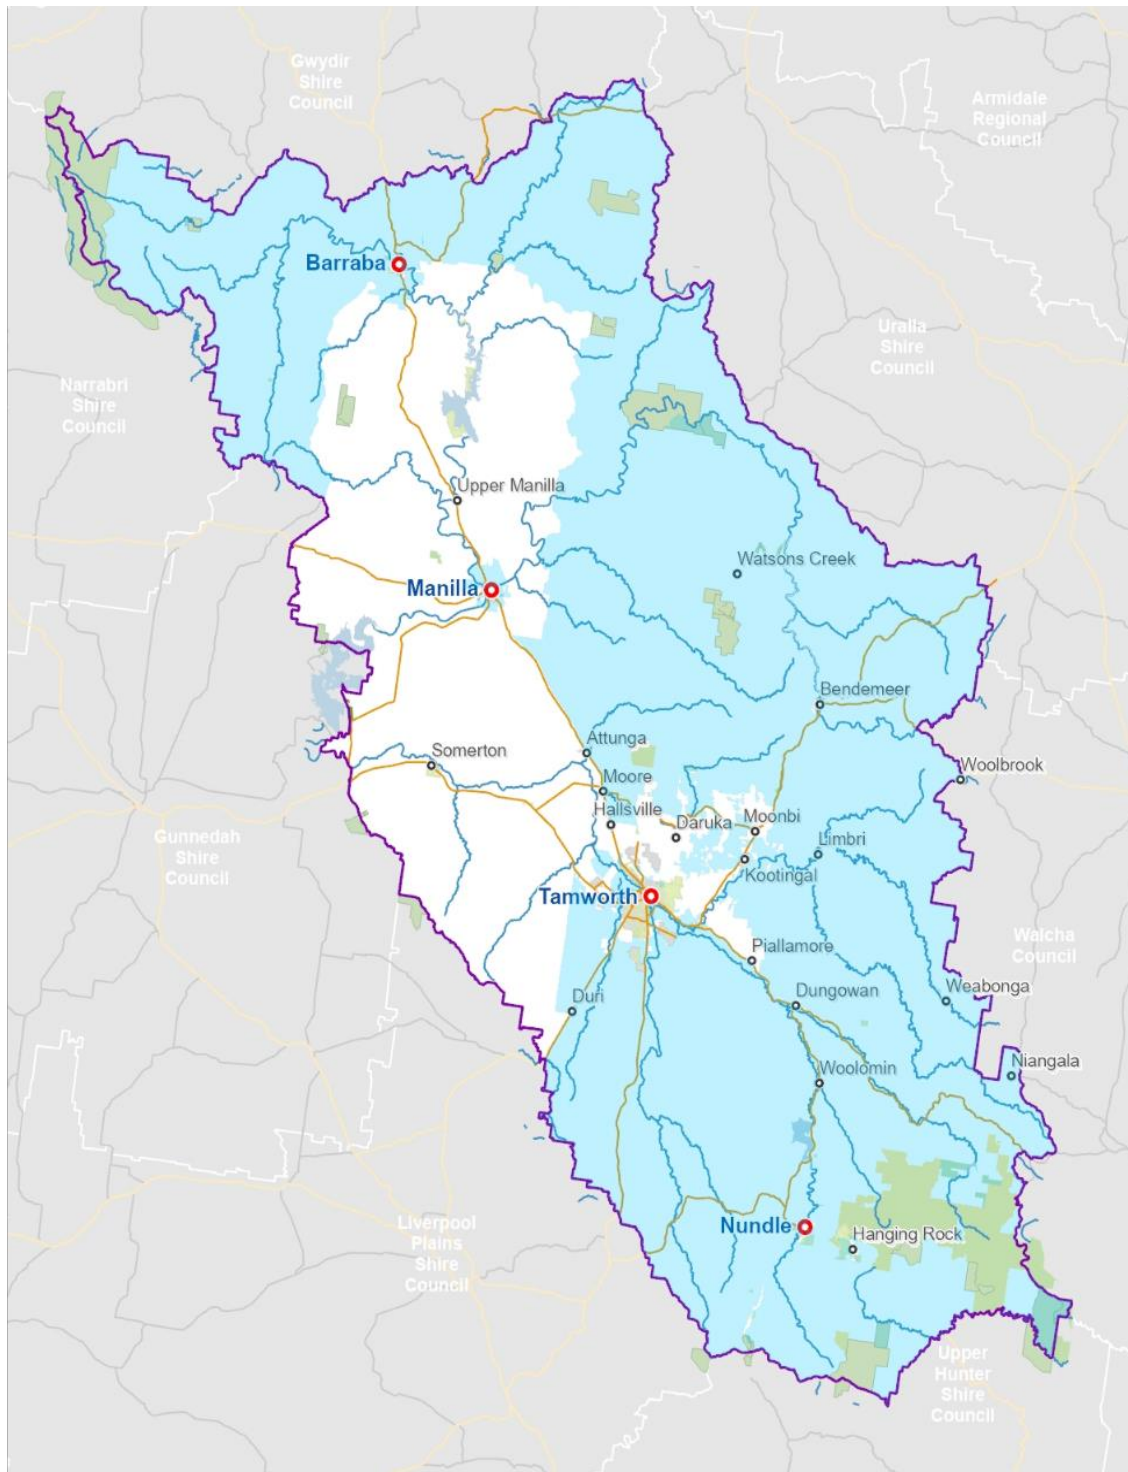 Gwydir
Shire
Council
Armidale
Regional
Council
Barraba
Uralla
Shire
Council
Narrabri
Shire
Council
Upper Manilla
Watsons Creek
Manilla
Bendemeer
Attunga
Somerton
Woolbrook
Moore
Hallsville
Daruka
Moonbi
Gunnedah
Shire
Council
Limbri
Kootingal
Tamworth
Walcha
Council
Piallamore
Weabonga
Duri
Dungowan
Niangala
Woolomin
Liverpool
Plains
Shire
Council
Nundle
Hanging Rock
Upper
Hunter
Shire
Council